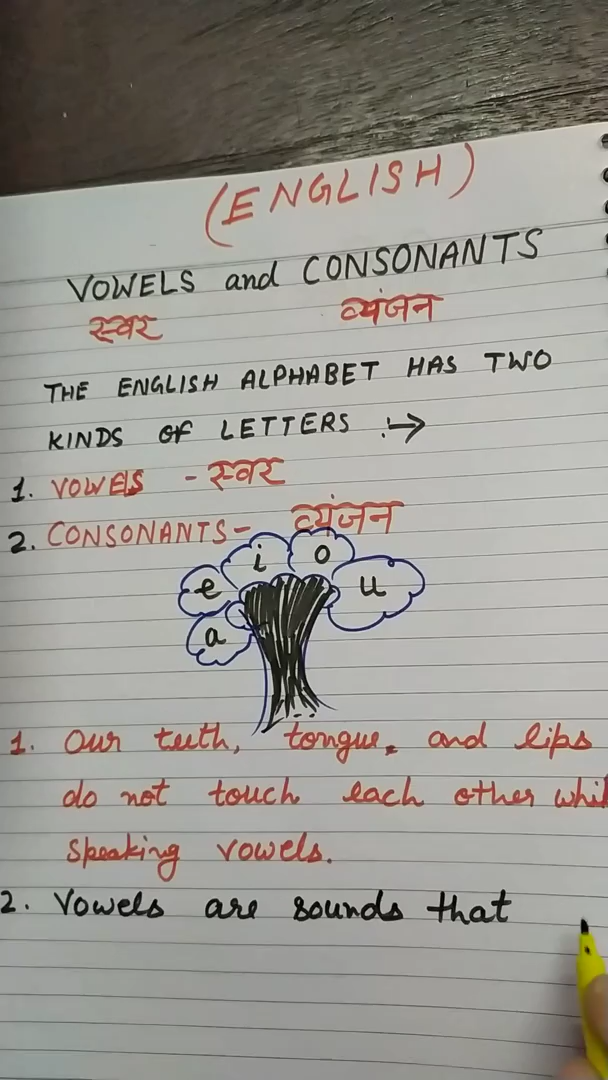 (ENGLISH)
VOWELS and CONSONANTS
स्वर व्यंजन
THE ENGLISH ALPHABET HAS TWO
KINDS OF LETTERS :→
1. VOWELS - स्वर
2. CONSONANTS- व्यंजन
a e i o u
1. Our teeth, tongue, and lips
do not touch each other whil
speaking vowels.
2. Vowels are sounds that